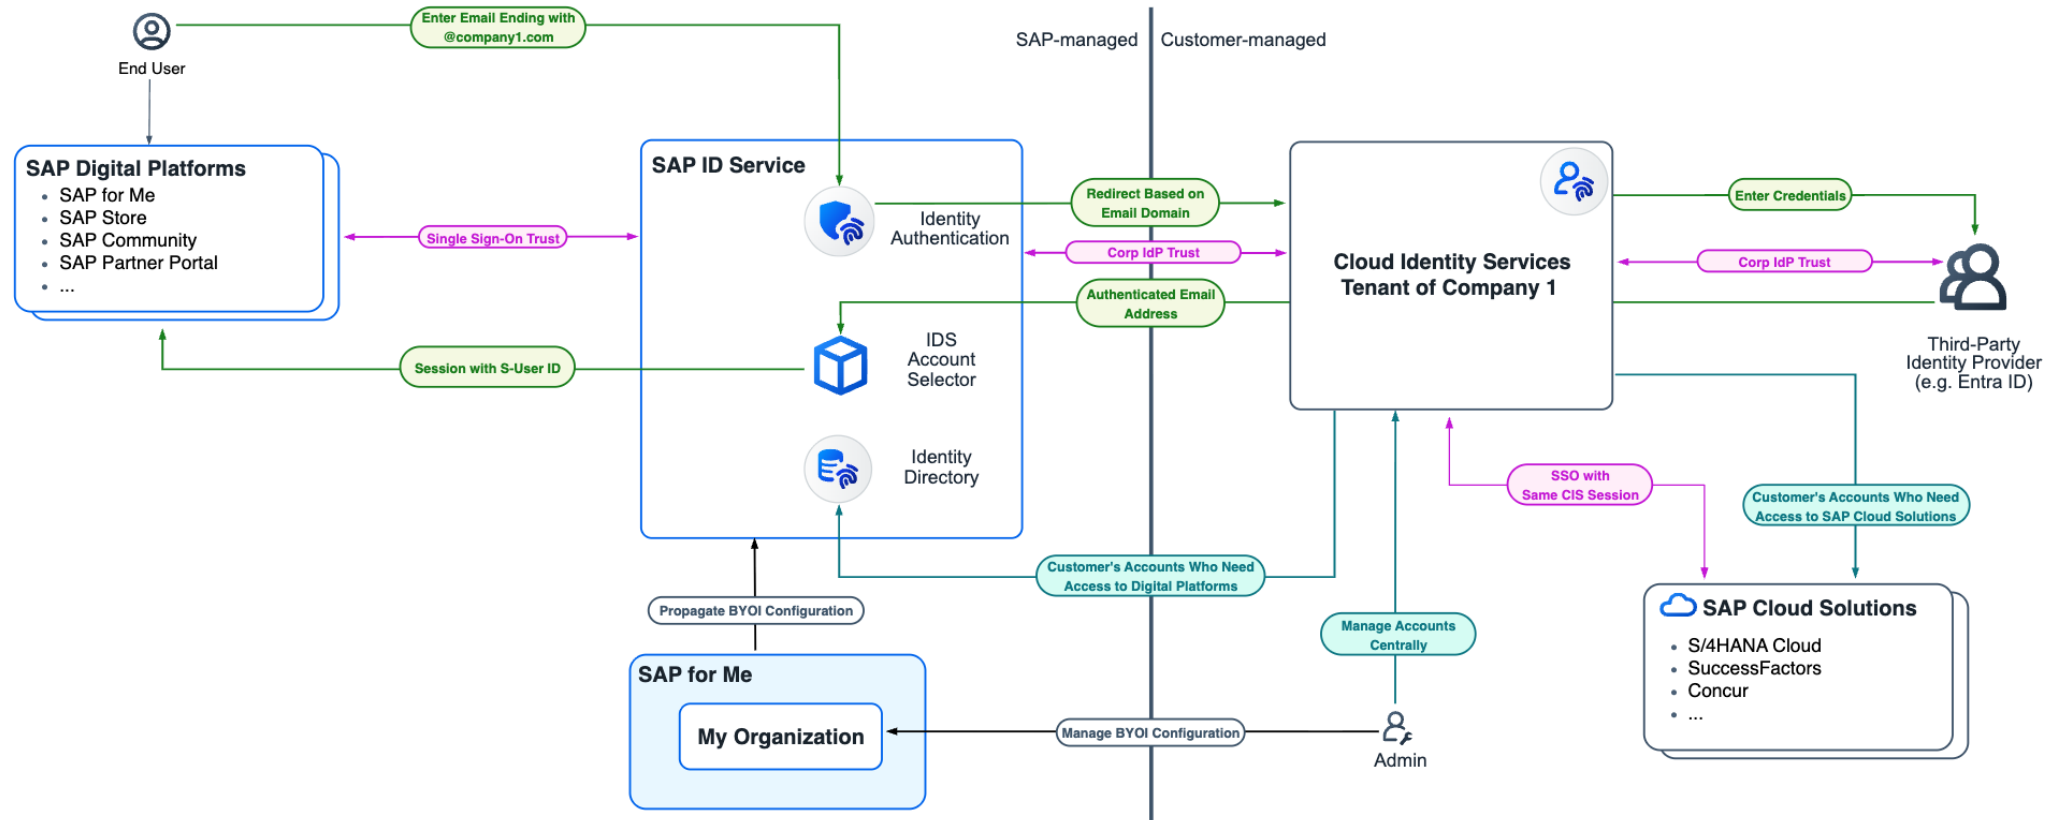 Enter Email Ending with
@company1.com
SAP-managed
Customer-managed
End User
SAP Digital Platforms
• SAP for Me
• SAP Store
• SAP Community
• SAP Partner Portal
• ...
Single Sign-On Trust
SAP ID Service
Identity
Authentication
Redirect Based on
Email Domain
Corp IdP Trust
Authenticated Email
Address
Cloud Identity Services
Tenant of Company 1
Enter Credentials
Corp IdP Trust
Third-Party
Identity Provider
(e.g. Entra ID)
IDS
Account
Selector
Session with S-User ID
Identity
Directory
SSO with
Same CIS Session
Customer's Accounts Who Need
Access to SAP Cloud Solutions
Customer's Accounts Who Need
Access to Digital Platforms
Propagate BYOI Configuration
Manage Accounts
Centrally
SAP Cloud Solutions
• S/4HANA Cloud
• SuccessFactors
• Concur
• ...
SAP for Me
My Organization
Manage BYOI Configuration
Admin